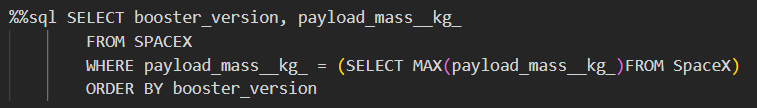 %%sql SELECT booster_version, payload_mass__kg_
FROM SPACEX
WHERE payload_mass__kg_ = (SELECT MAX(payload_mass__kg_)FROM SpaceX)
ORDER BY booster_version